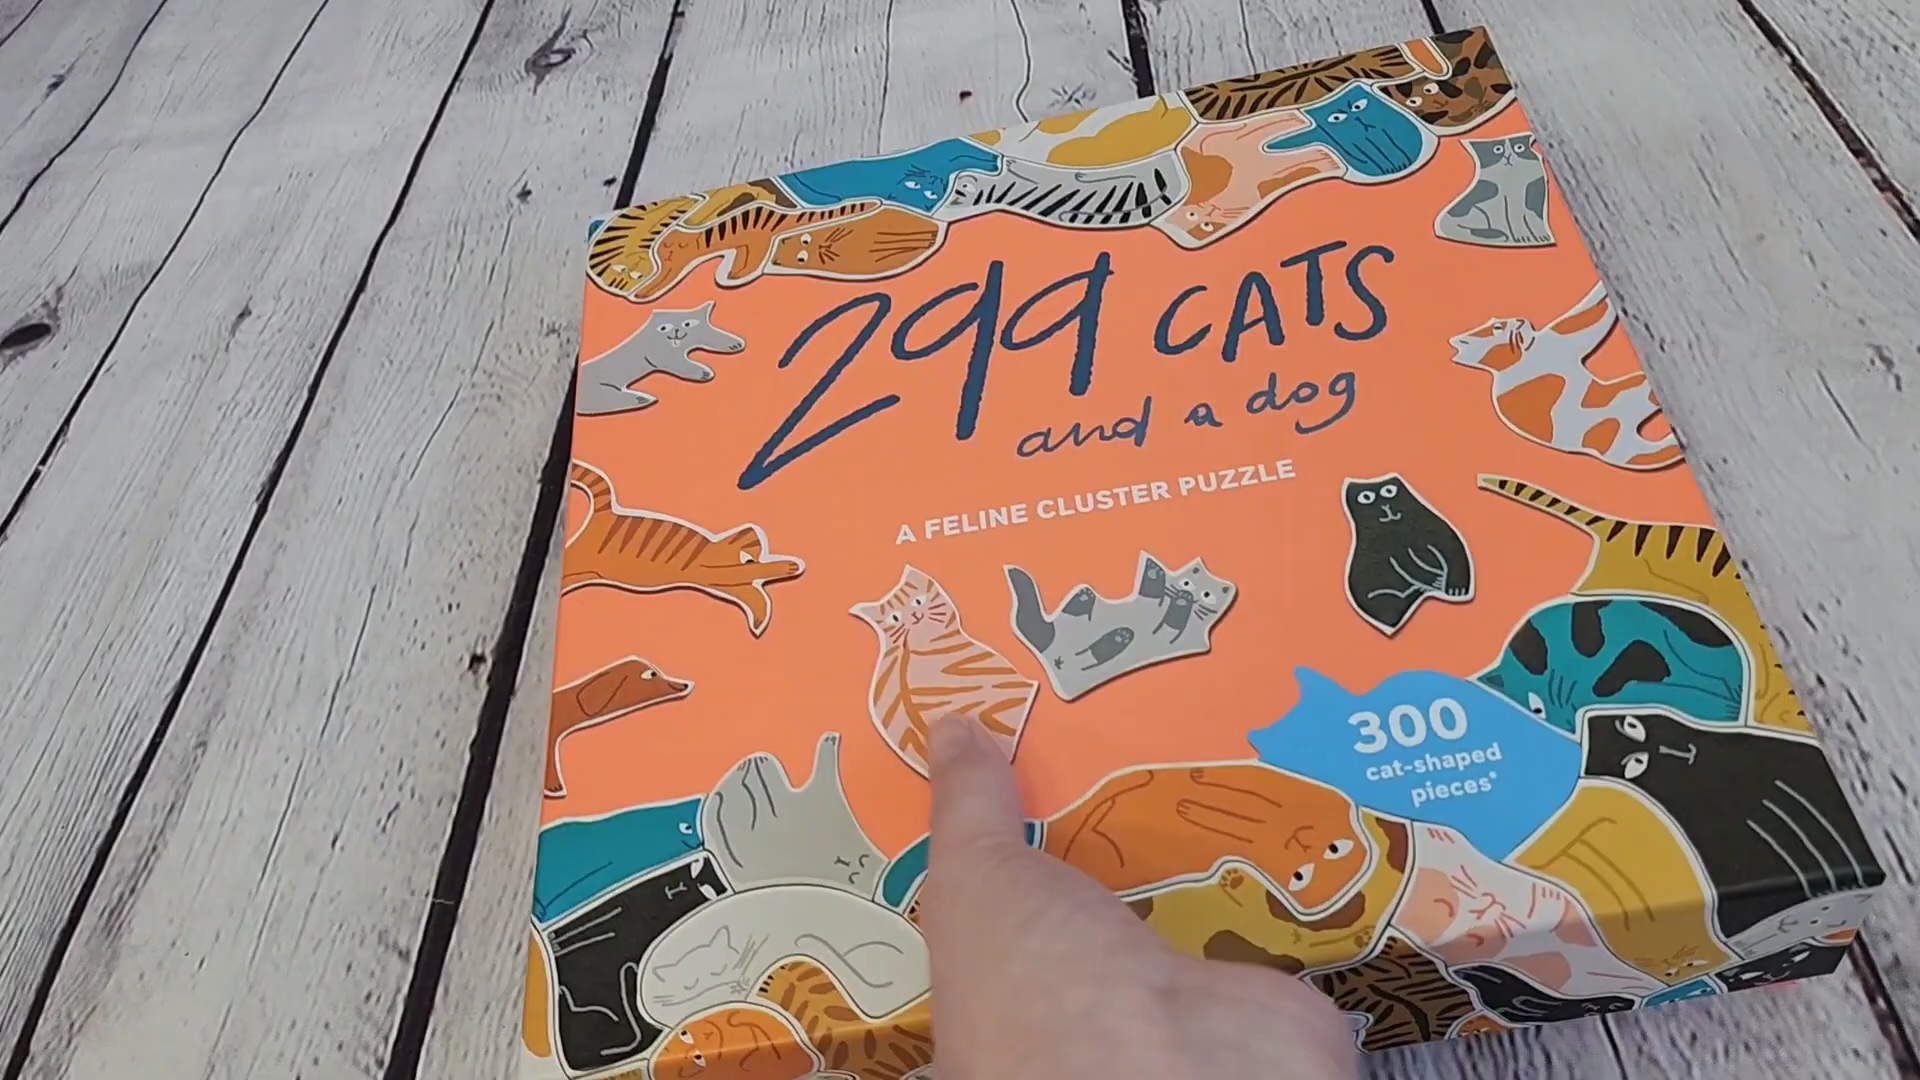 299 CATS
and a dog
A FELINE CLUSTER PUZZLE
300
cat-shaped
pieces*